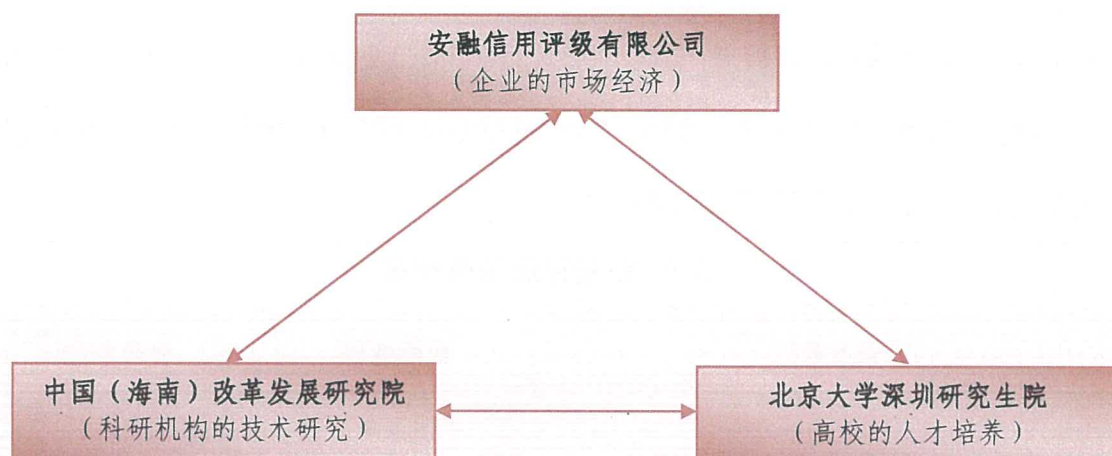 安融信用评级有限公司
（企业的市场经济）
中国（海南）改革发展研究院
（科研机构的技术研究）
北京大学深圳研究生院
（高校的人才培养）